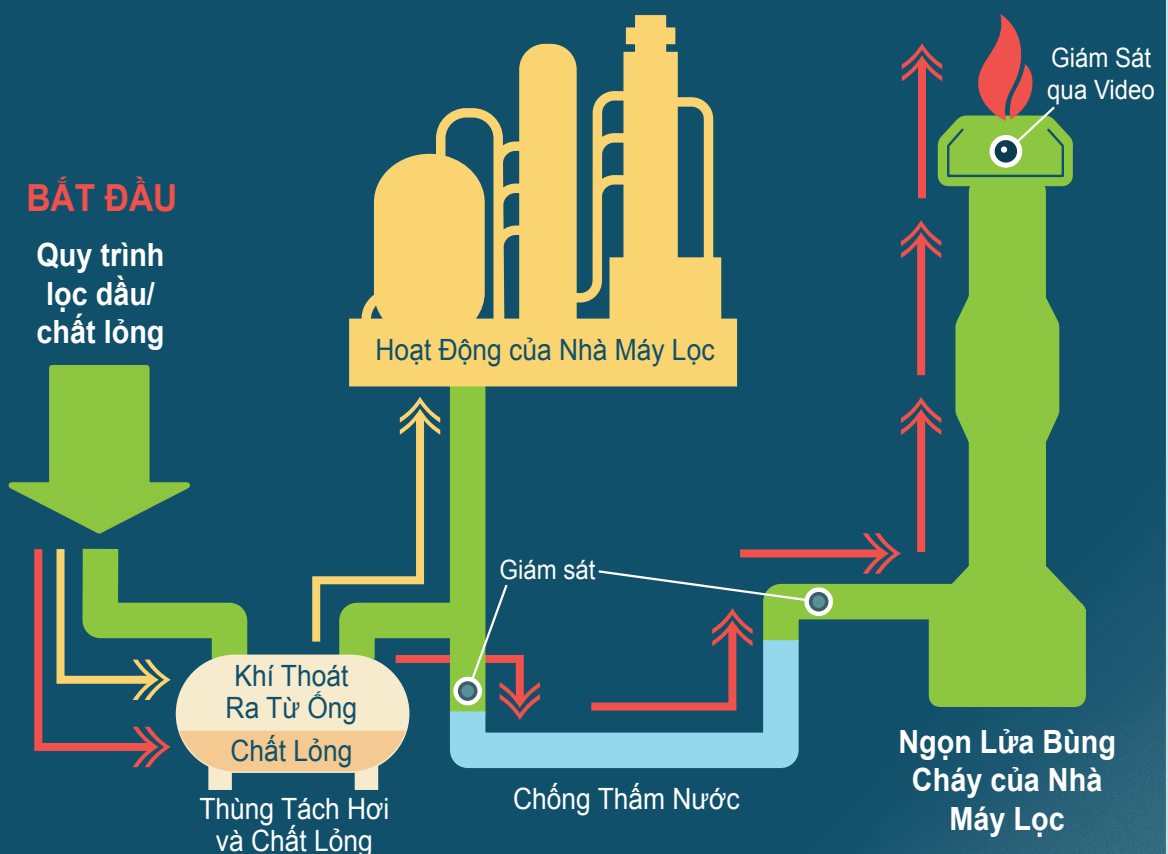 BẮT ĐẦU
Quy trình
lọc dầu/
chất lỏng
Hoạt Động của Nhà Máy Lọc
Giám Sát
qua Video
Giám sát
Khí Thoát
Ra Từ Ống
Chất Lỏng
Thùng Tách Hơi
và Chất Lỏng
Chống Thấm Nước
Ngọn Lửa Bùng
Cháy của Nhà
Máy Lọc